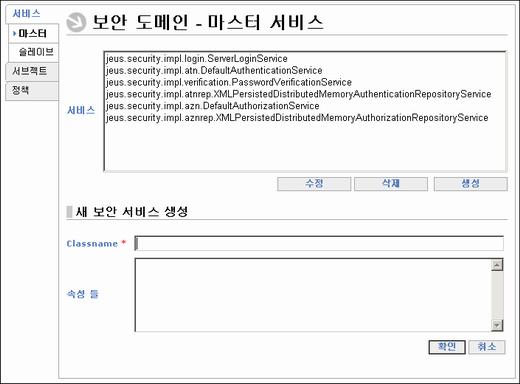 서비스
마스터
슬레이브
서브젝트
정책
보안 도메인 - 마스터 서비스
서비스
jeus.security.impl.login.ServerLoginService
jeus.security.impl.atn.DefaultAuthenticationService
jeus.security.impl.verification.PasswordVerificationService
jeus.security.impl.atnrep.XMLPersistedDistributedMemoryAuthenticationRepositoryService
jeus.security.impl.azn.DefaultAuthorizationService
jeus.security.impl.aznrep.XMLPersistedDistributedMemoryAuthorizationRepositoryService
수정 삭제 생성
새 보안 서비스 생성
Classname *
속성 들
확인 취소